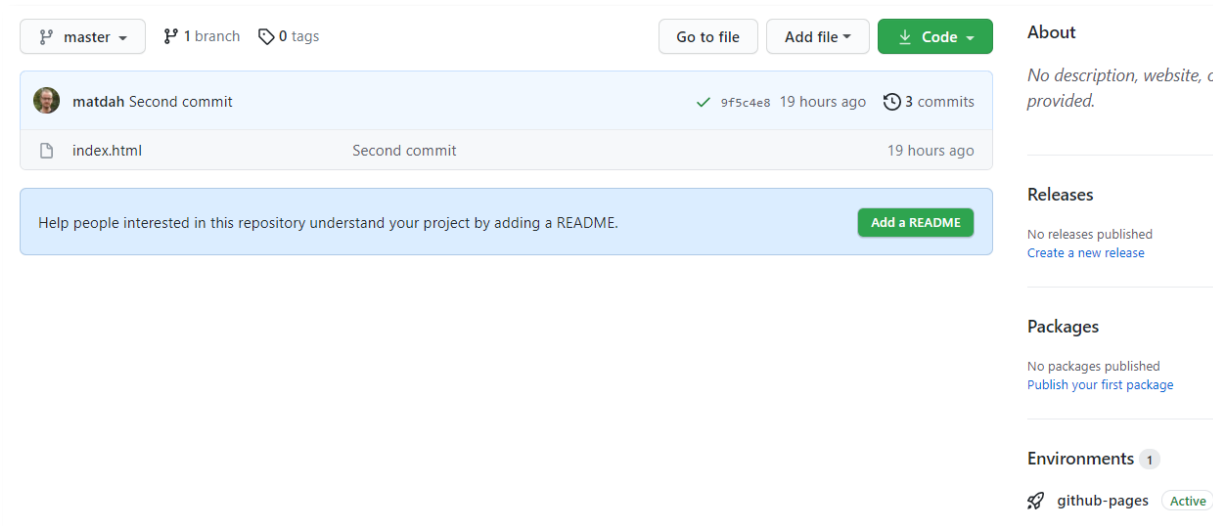 master
1 branch
0 tags
Go to file
Add file
Code
matdah Second commit
9f5c4e8 19 hours ago
3 commits
index.html
Second commit
19 hours ago
Help people interested in this repository understand your project by adding a README.
Add a README
About
No description, website,
provided.
Releases
No releases published
Create a new release
Packages
No packages published
Publish your first package
Environments 1
github-pages
Active